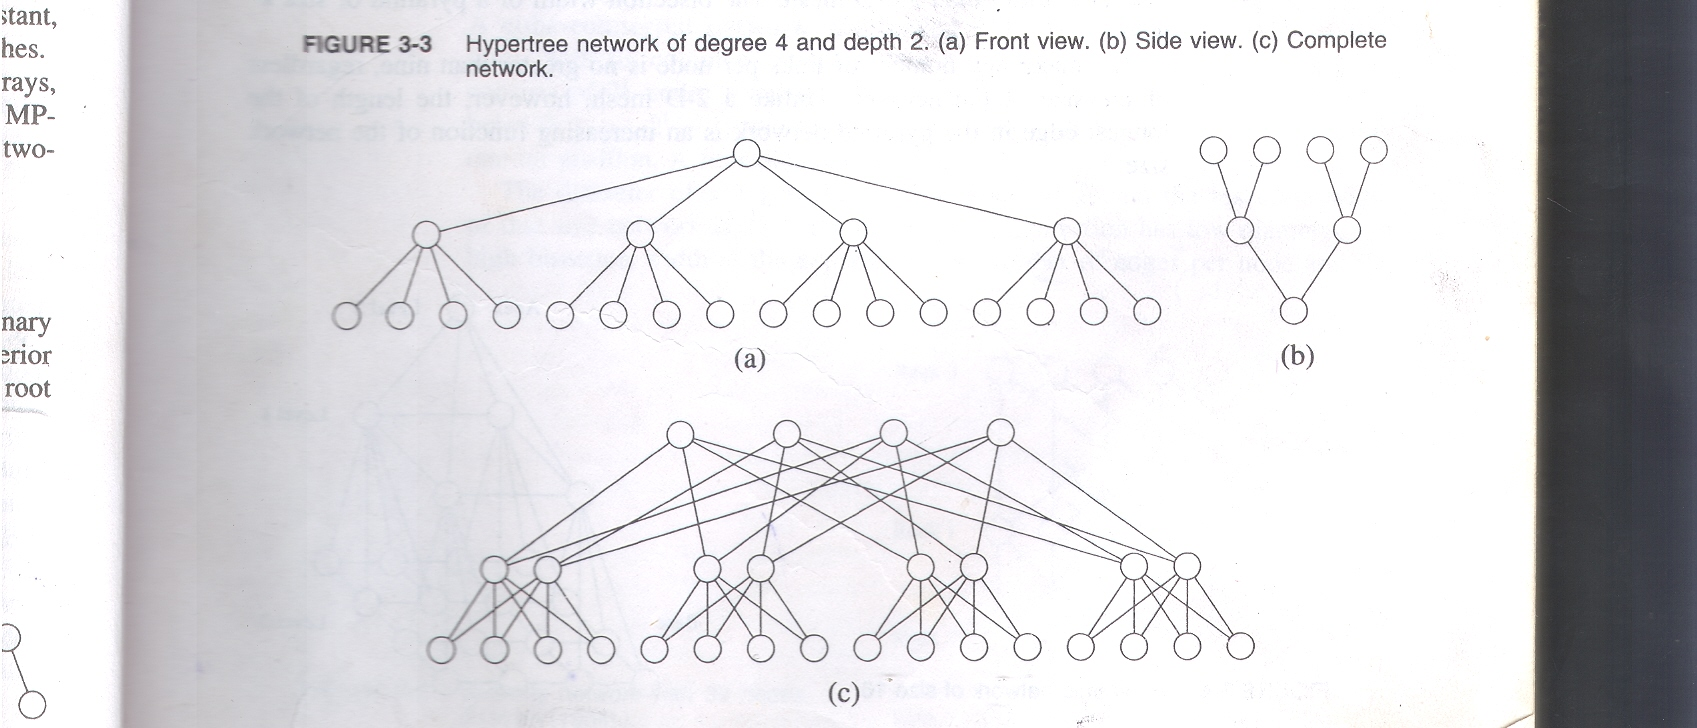 stant,
hes.
rays,
MP-
two-
nary
erior
root
FIGURE 3-3 Hypertree network of degree 4 and depth 2. (a) Front view. (b) Side view. (c) Complete
network.
(a)
(b)
(c)